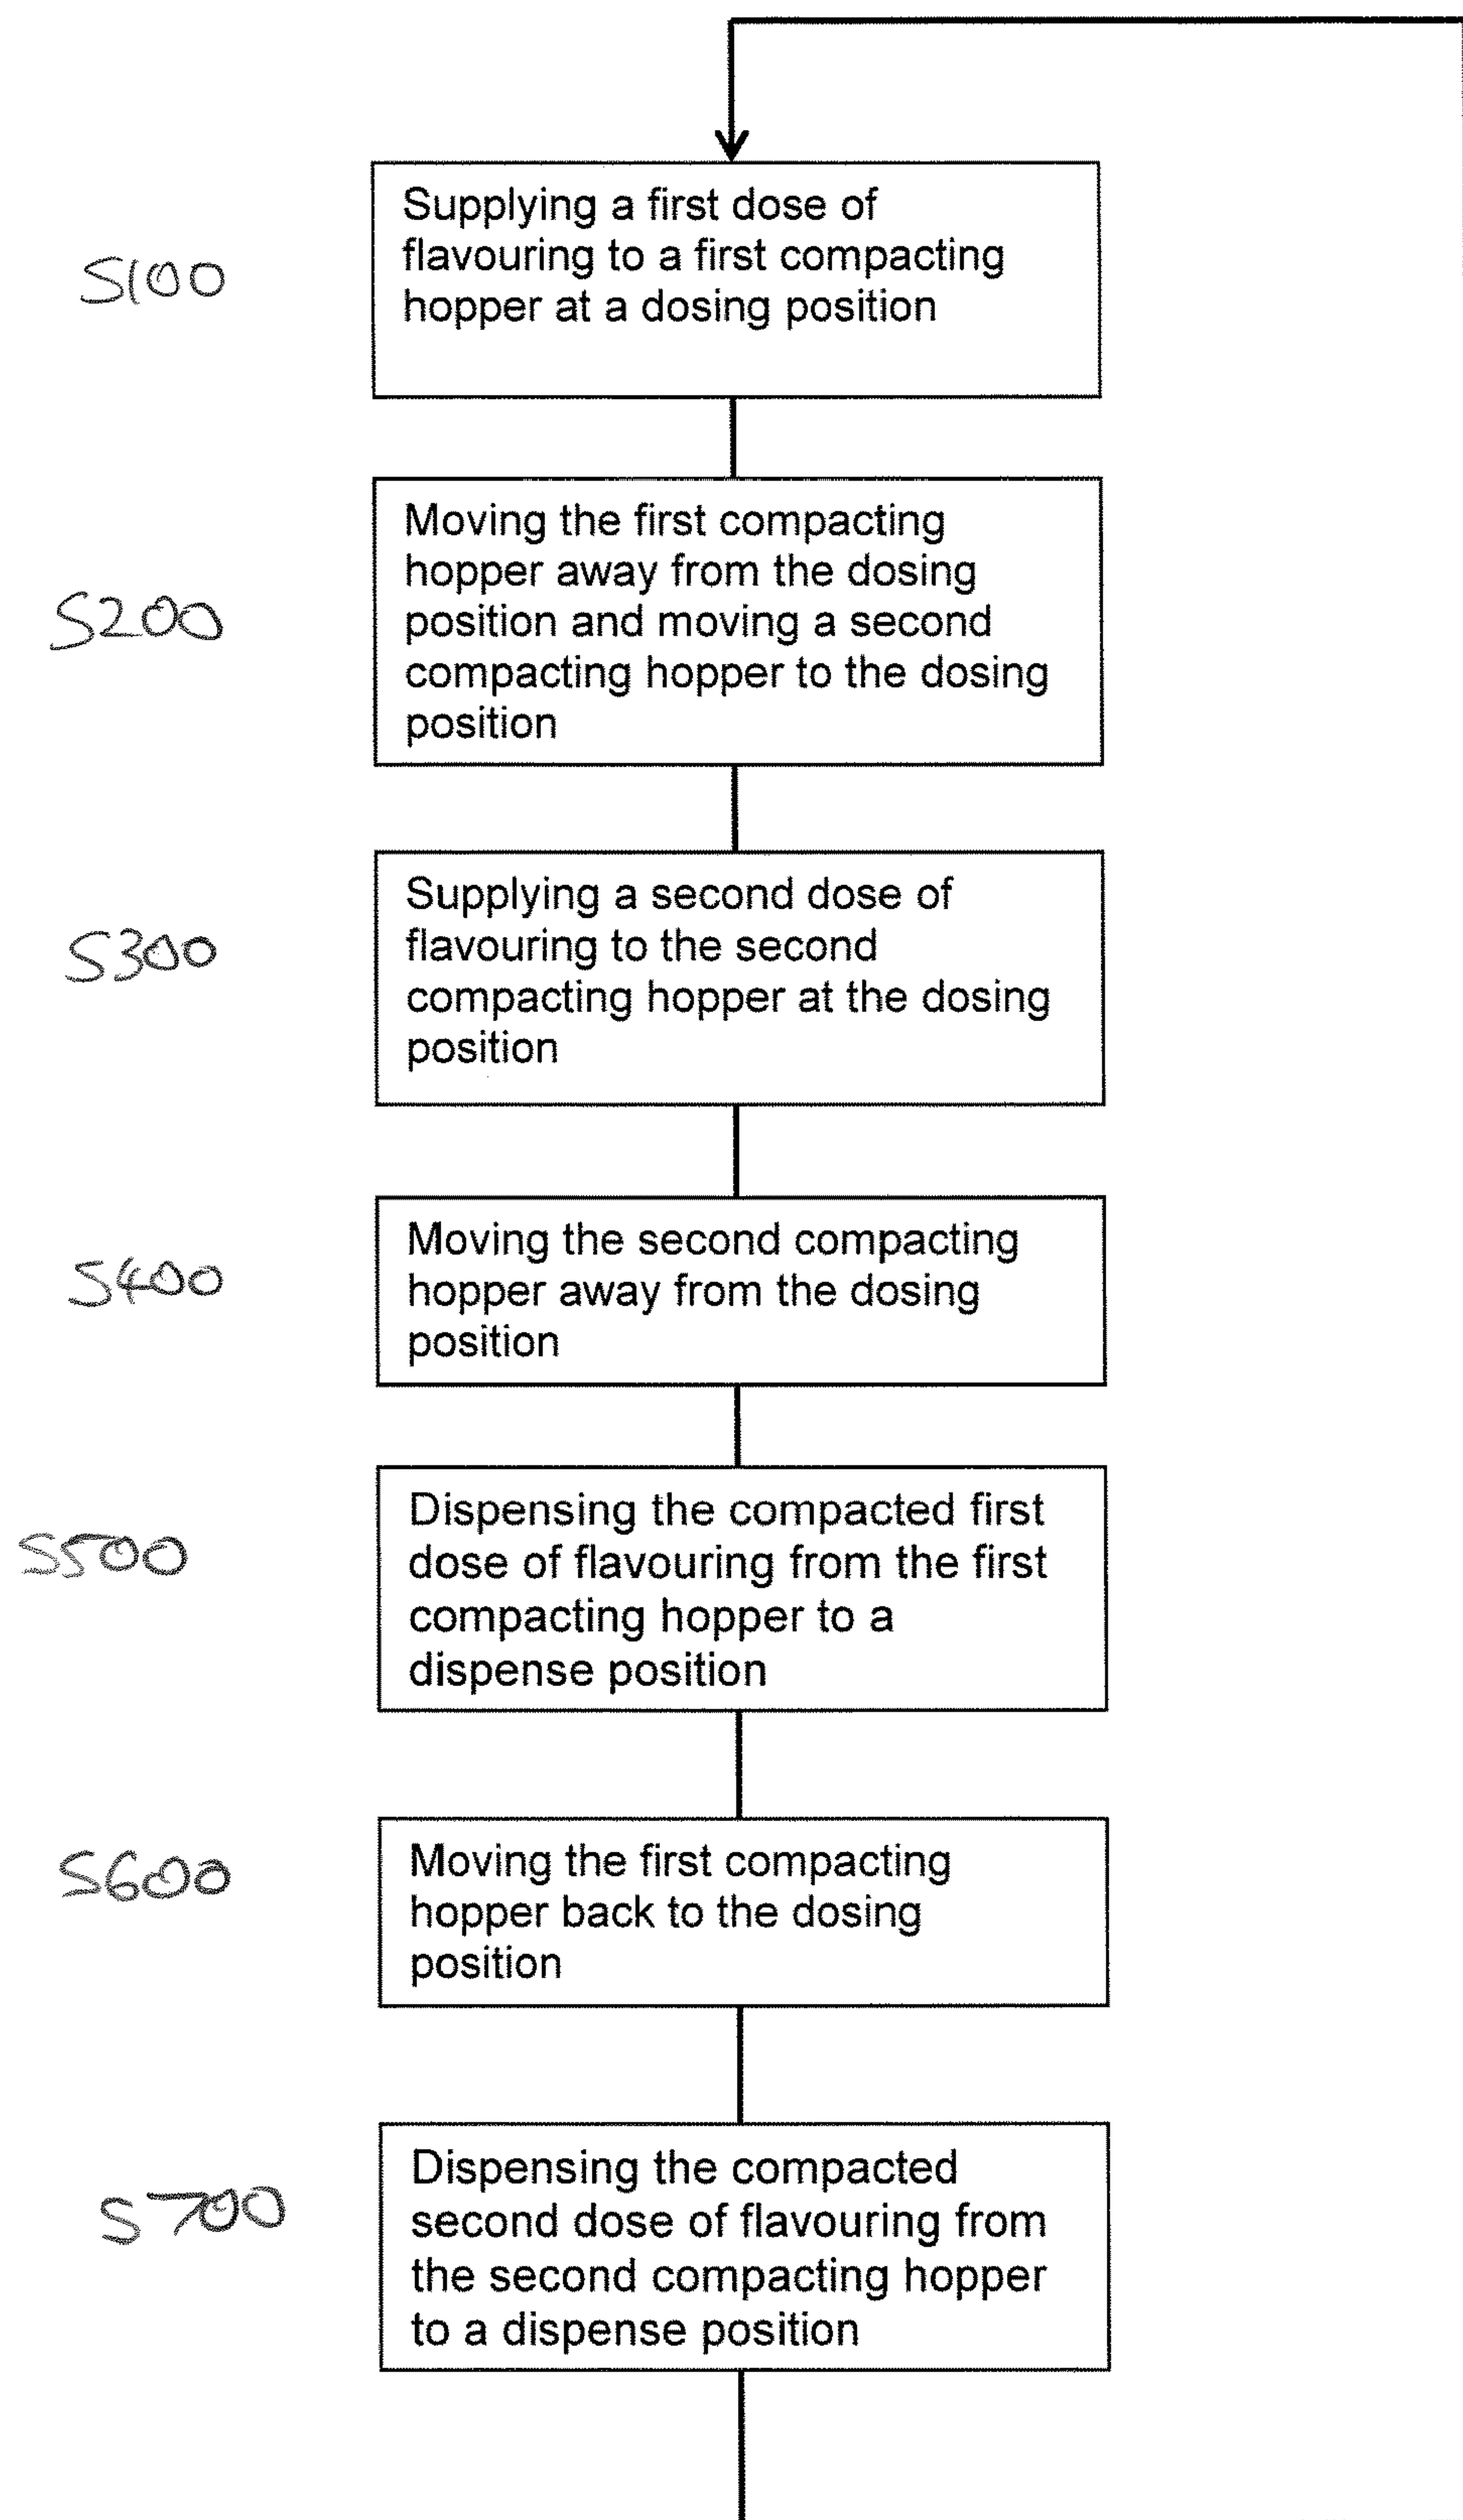 Supplying a first dose of
flavouring to a first compacting
hopper at a dosing position
S100
Moving the first compacting
hopper away from the dosing
position and moving a second
compacting hopper to the dosing
position
S200
Supplying a second dose of
flavouring to the second
compacting hopper at the dosing
position
S300
Moving the second compacting
hopper away from the dosing
position
S400
Dispensing the compacted first
dose of flavouring from the first
compacting hopper to a
dispense position
S500
Moving the first compacting
hopper back to the dosing
position
S600
Dispensing the compacted
second dose of flavouring from
the second compacting hopper
to a dispense position
S700